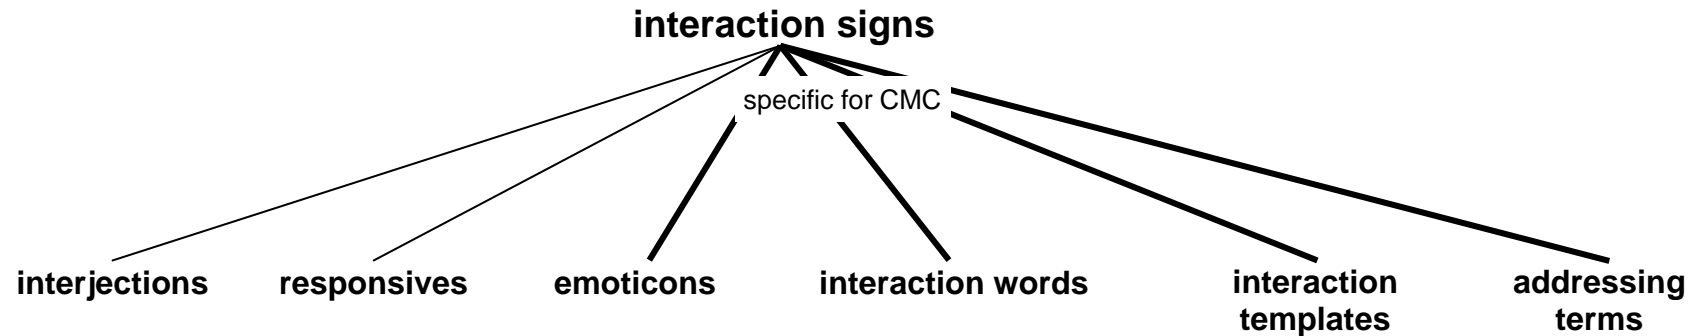 interaction signs
specific for CMC
interjections
responsives
emoticons
interaction words
interaction
templates
addressing
terms